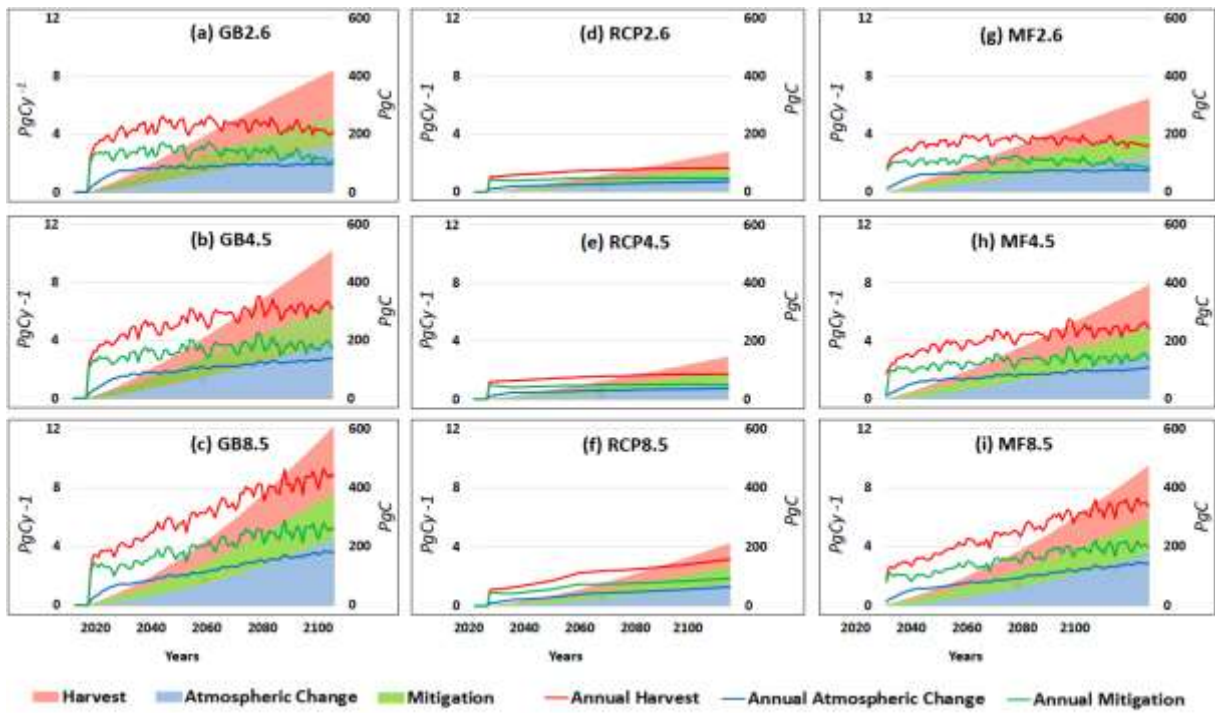 12 600 12 600 12 600
(a) GB2.6 (d) RCP2.6 (g) MF2.6
8 400 8 400 8 400
PgCy -1 PgC PgCy -1 PgC PgCy -1 PgC
4 200 4 200 4 200
0 0 0 0 0 0
12 600 12 600 12 600
(b) GB4.5 (e) RCP4.5 (h) MF4.5
8 400 8 400 8 400
PgCy -1 PgC PgCy -1 PgC PgCy -1 PgC
4 200 4 200 4 200
0 0 0 0 0 0
12 600 12 600 12 600
(c) GB8.5 (f) RCP8.5 (i) MF8.5
8 400 8 400 8 400
PgCy -1 PgC PgCy -1 PgC PgCy -1 PgC
4 200 4 200 4 200
0 0 0 0 0 0
2020 2040 2060 2080 2100 2020 2040 2060 2080 2100 2020 2040 2060 2080 2100
Years Years Years
Harvest Atmospheric Change Mitigation Annual Harvest Annual Atmospheric Change Annual Mitigation